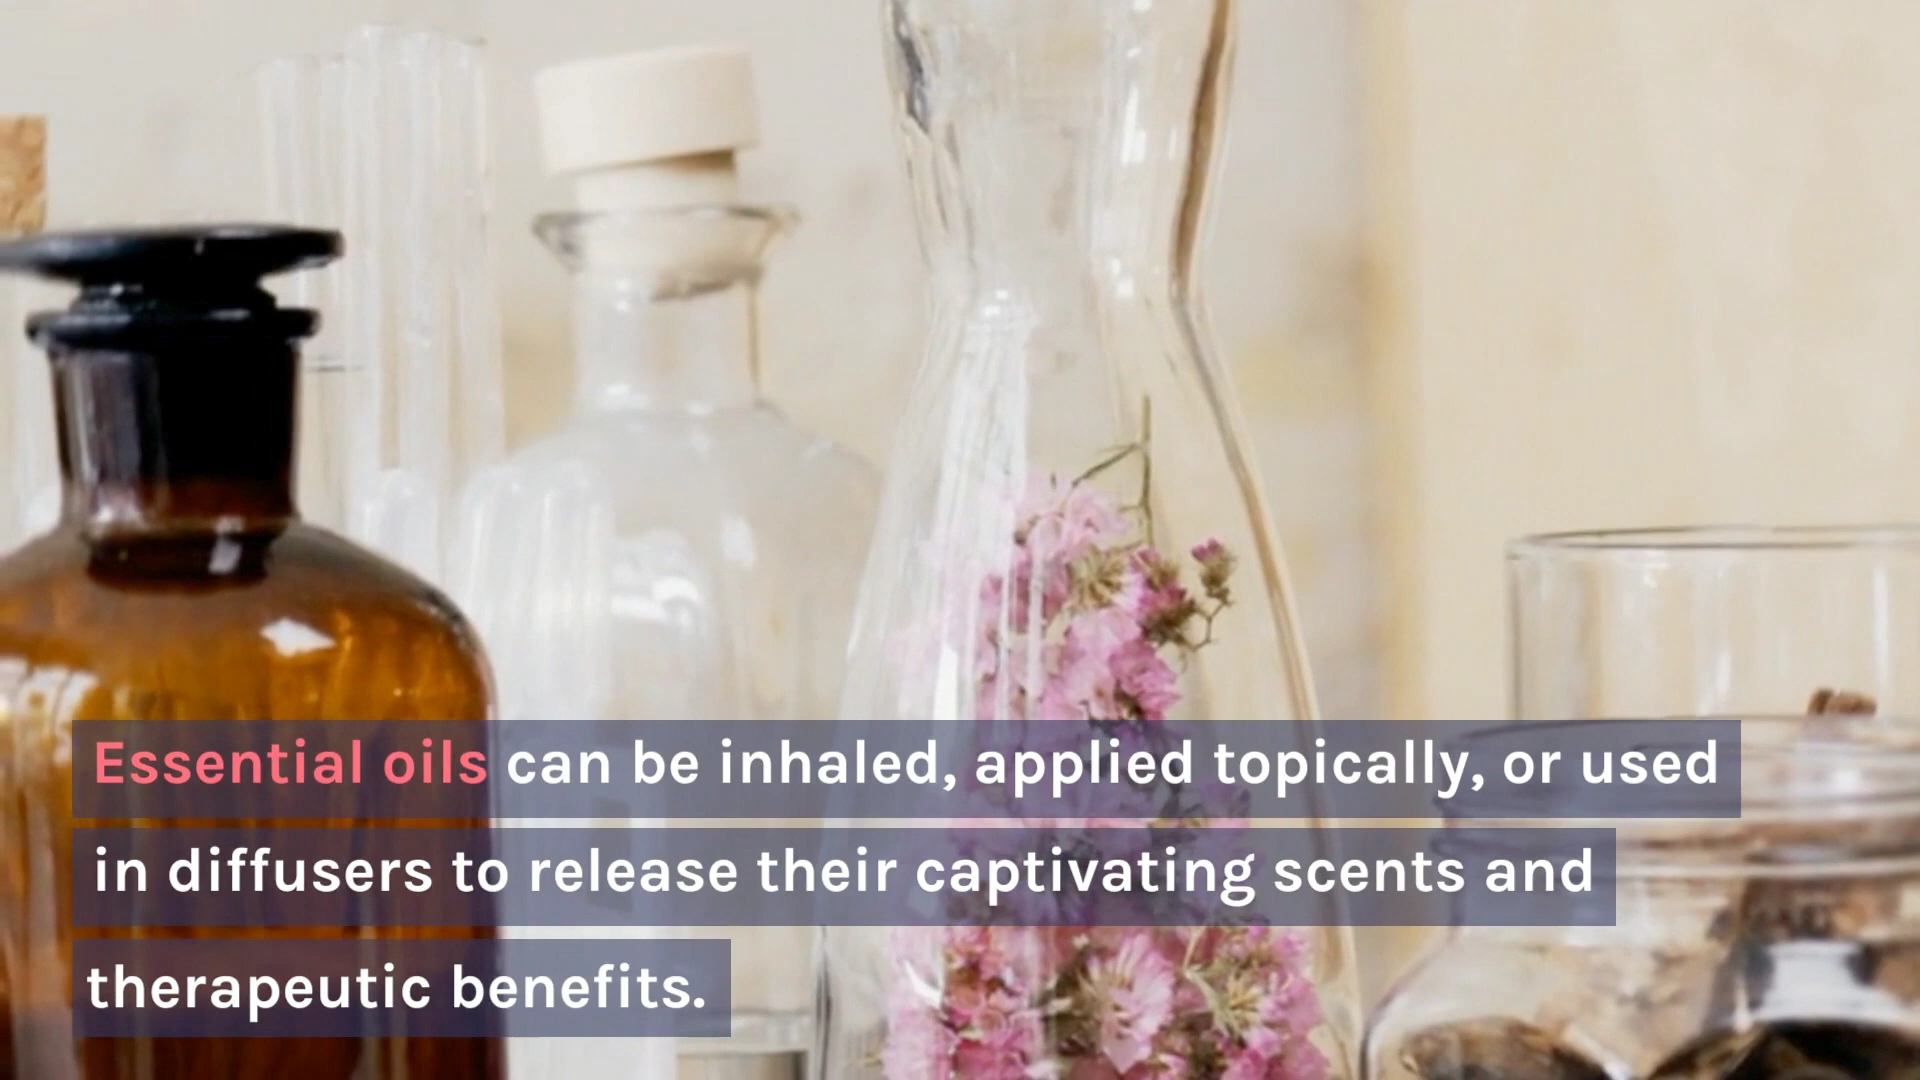 Essential oils can be inhaled, applied topically, or used
in diffusers to release their captivating scents and
therapeutic benefits.